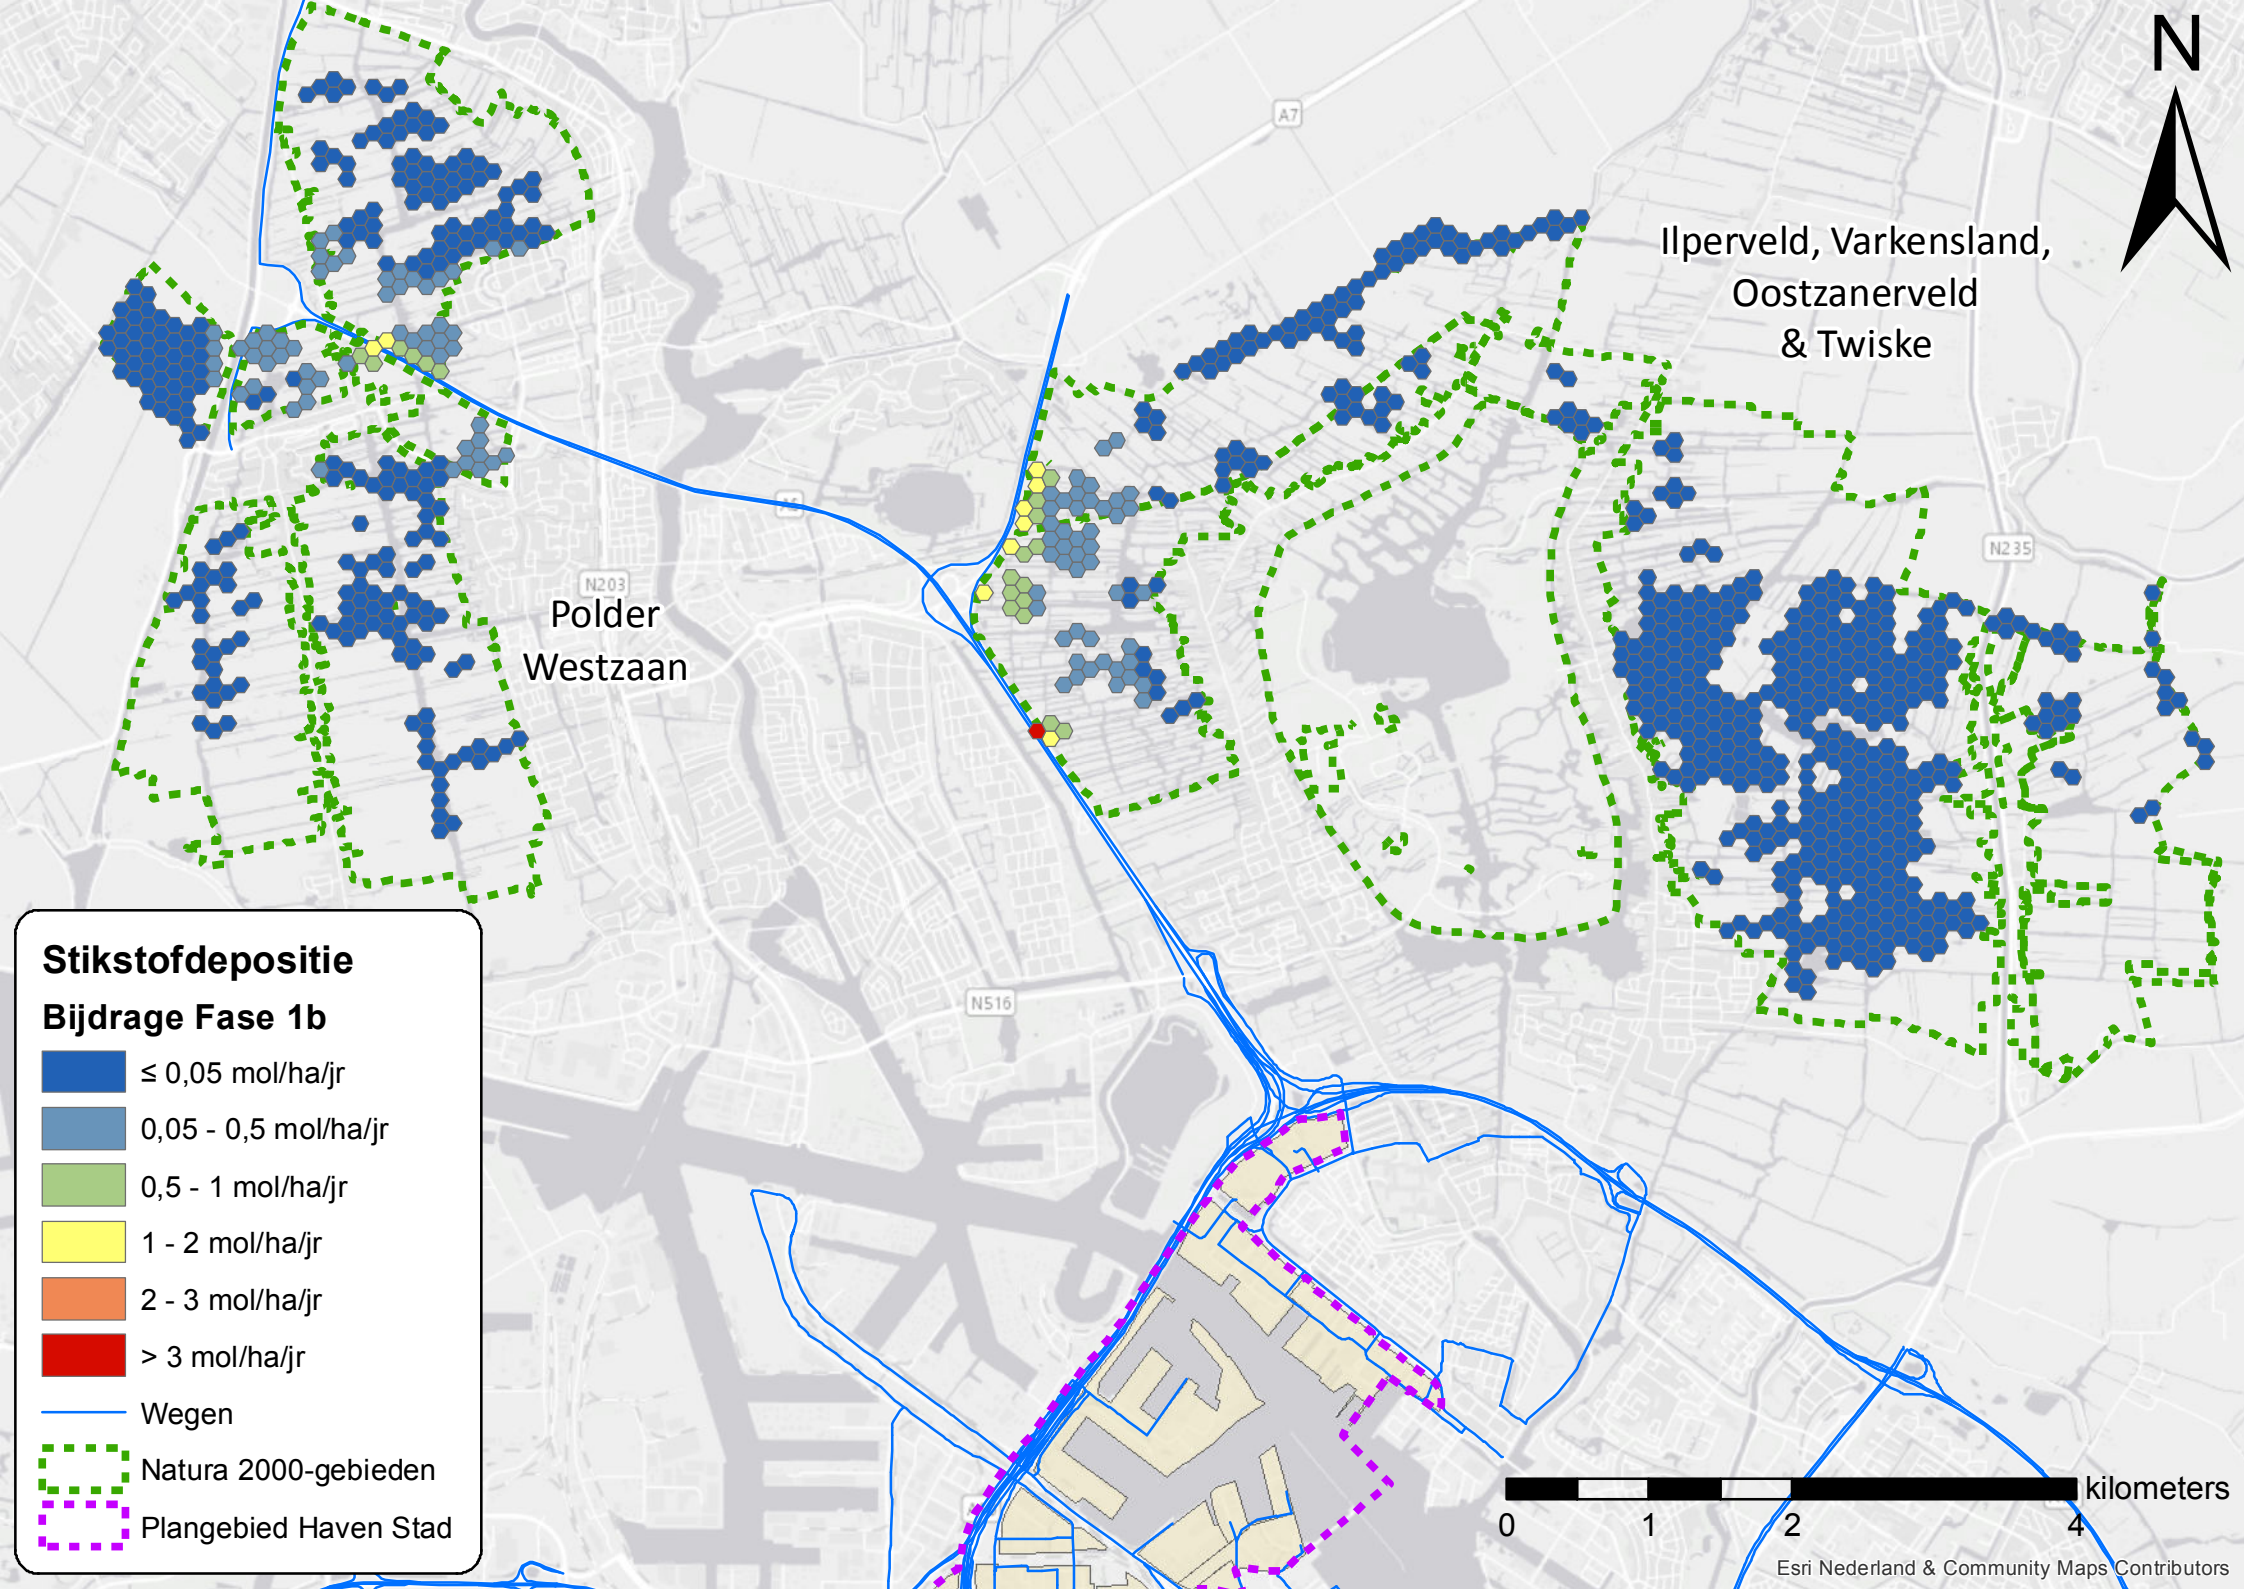 N
A7
Ilperveld, Varkensland,
Oostzanerveld
& Twiske
N235
N203
Polder
Westzaan
N516
Stikstofdepositie
Bijdrage Fase 1b
≤ 0,05 mol/ha/jr
0,05 - 0,5 mol/ha/jr
0,5 - 1 mol/ha/jr
1 - 2 mol/ha/jr
2 - 3 mol/ha/jr
> 3 mol/ha/jr
Wegen
Natura 2000-gebieden
Plangebied Haven Stad
kilometers
0 1 2 4
Esri Nederland & Community Maps Contributors